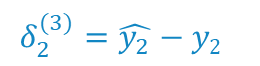 δ₂⁽³⁾ = ŷ₂ − y₂